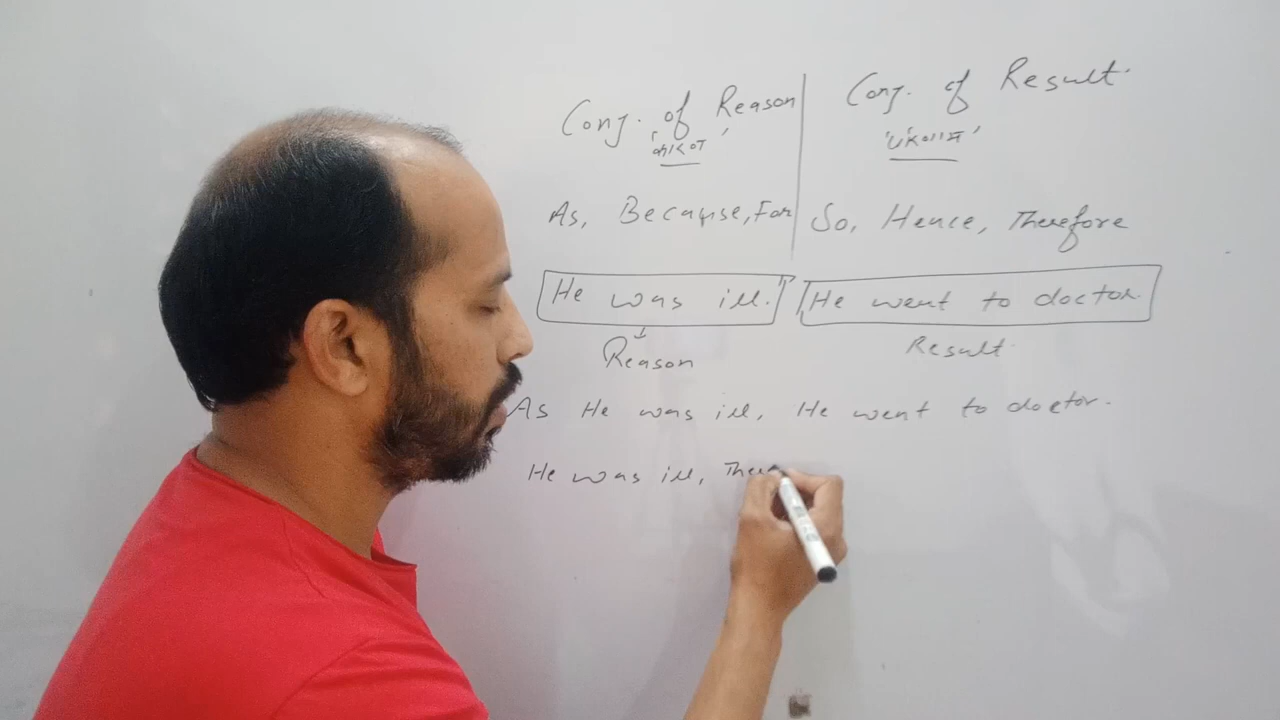 Conj. of Reason
'कारण'
As, Because, For
Conj. of Result.
'परिणाम'
So, Hence, Therefore
He was ill. He went to doctor.
Reason
Result.
As He was ill, He went to doctor.
He was ill, There